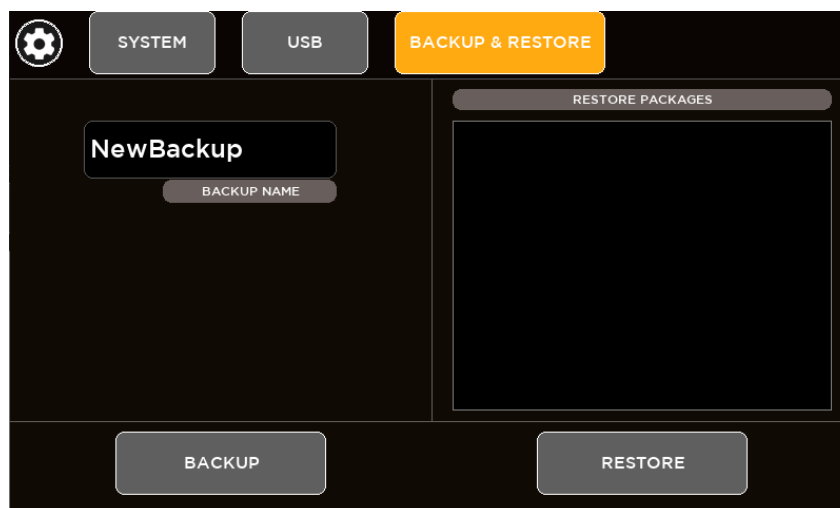 SYSTEM
USB
BACKUP & RESTORE
NewBackup
BACKUP NAME
RESTORE PACKAGES
BACKUP
RESTORE